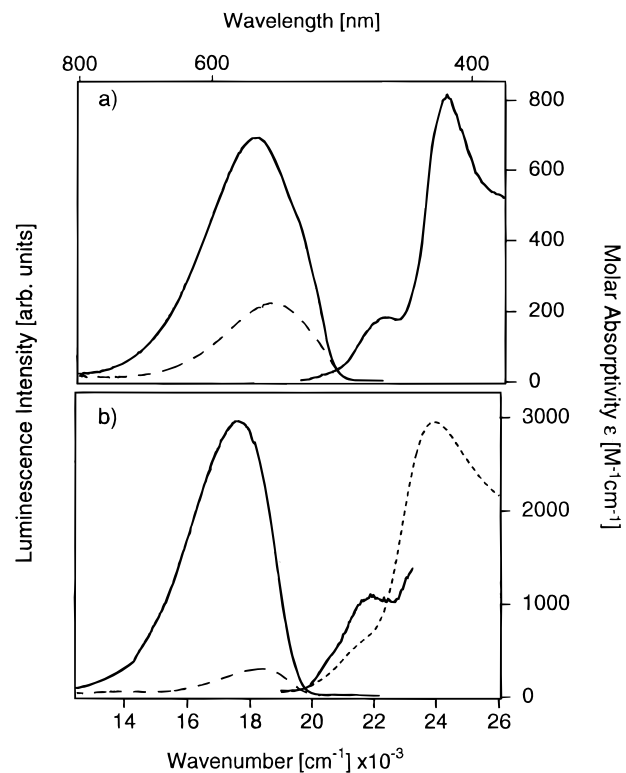 Wavelength [nm]
800 600 400
a)
800
600
400
200
0
b)
3000
2000
1000
0
14 16 18 20 22 24 26
Wavenumber [cm-1] x10-3
Luminescence Intensity [arb. units]
Molar Absorptivity ε [M-1cm-1]